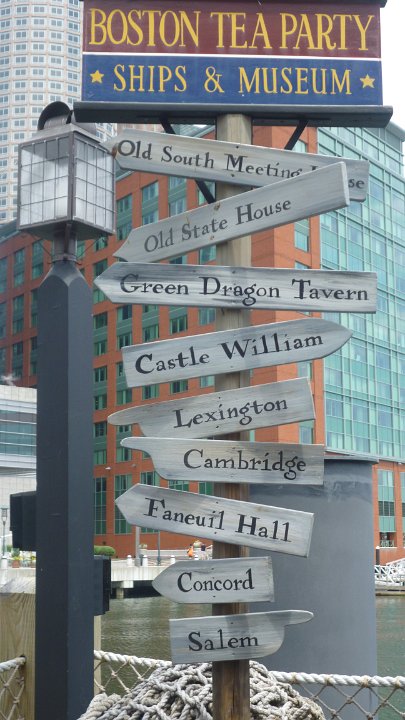 BOSTON TEA PARTY
SHIPS & MUSEUM
Old South Meeting
Old State House
Green Dragon Tavern
Castle William
Lexington
Cambridge
Faneuil Hall
Concord
Salem